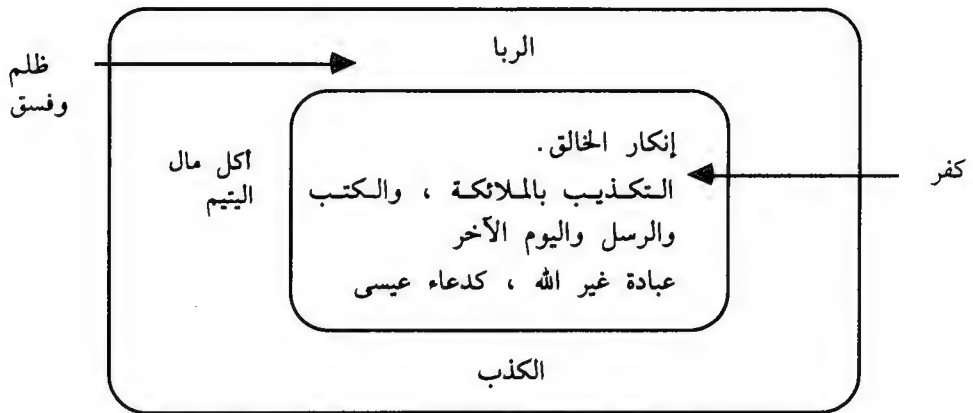 الربا
ظلم
وفسق
إنكار الخالق.
التكذيب بالملائكة ، والكتب
والرسل واليوم الآخر
عبادة غير الله ، كدعاء عيسى
كفر
أكل مال
اليتيم
الكذب